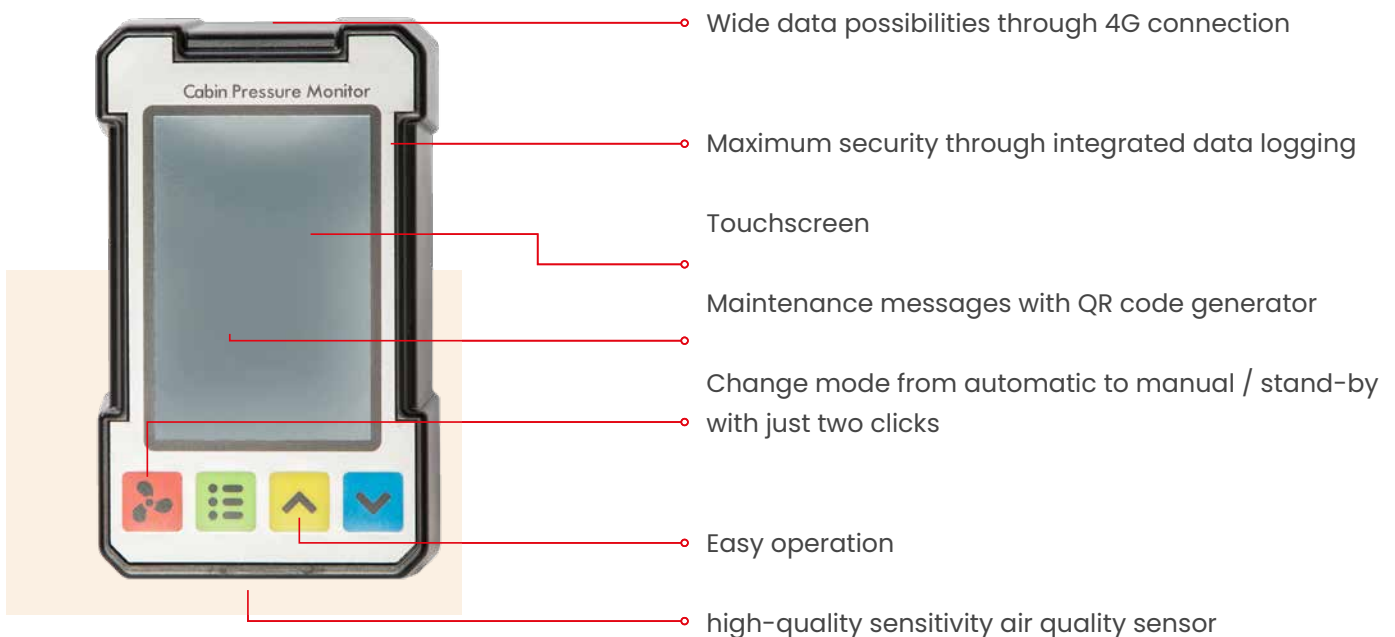 Wide data possibilities through 4G connection
Cabin Pressure Monitor
Maximum security through integrated data logging
Touchscreen
Maintenance messages with QR code generator
Change mode from automatic to manual / stand-by
with just two clicks
Easy operation
high-quality sensitivity air quality sensor